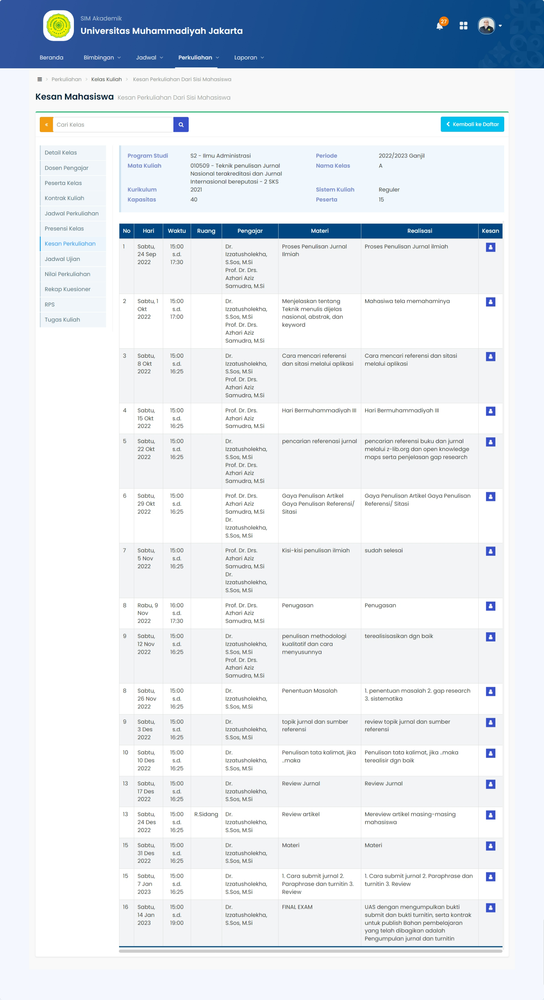 SIM Akademik
Universitas Muhammadiyah Jakarta
27
Beranda Bimbingan Jadwal Perkuliahan Laporan
Perkuliahan > Kelas Kuliah > Kesan Perkuliahan Dari Sisi Mahasiswa
Kesan Mahasiswa Kesan Perkuliahan Dari Sisi Mahasiswa
« Cari Kelas
Kembali ke Daftar
Detail Kelas
Dosen Pengajar
Peserta Kelas
Kontrak Kuliah
Jadwal Perkuliahan
Presensi Kelas
Kesan Perkuliahan
Jadwal Ujian
Nilai Perkuliahan
Rekap Kuesioner
RPS
Tugas Kuliah
Program Studi S2 - Ilmu Administrasi Periode 2022/2023 Ganjil
Mata Kuliah 010509 - Teknik penulisan Jurnal Nama Kelas A
Nasional terakreditasi dan Jurnal
Internasional bereputasi - 2 SKS
Kurikulum 2021 Sistem Kuliah Reguler
Kapasitas 40 Peserta 15
No Hari Waktu Ruang Pengajar Materi Realisasi Kesan
1 Sabtu, 15:00 Dr. Proses Penulisan Jurnal Proses Penulisan Jurnal ilmiah
24 Sep s.d. Izzatusholekha, Ilmiah
2022 17:30 S.Sos, M.Si
Prof. Dr. Drs.
Azhari Aziz
Samudra, M.Si
2 Sabtu, 1 15:00 Dr. Menjelaskan tentang Mahasiwa tela memahaminya
Okt s.d. Izzatusholekha, Teknik menulis dijelas
2022 17:00 S.Sos, M.Si nasional, abstrak, dan
Prof. Dr. Drs. keyword
Azhari Aziz
Samudra, M.Si
3 Sabtu, 15:00 Dr. Cara mencari referensi Cara mencari referensi dan sitasi
8 Okt s.d. Izzatusholekha, dan sitasi melalui aplikasi melalui aplikasi
2022 16:25 S.Sos, M.Si
Prof. Dr. Drs.
Azhari Aziz
Samudra, M.Si
4 Sabtu, 15:00 Prof. Dr. Drs. Hari Bermuhammadiyah III Hari Bermuhammadiyah III
15 Okt s.d. Azhari Aziz
2022 16:25 Samudra, M.Si
5 Sabtu, 15:00 Dr. pencarian referenasi jurnal pencarian referensi buku dan jurnal
22 Okt s.d. Izzatusholekha, melalui z-lib.org dan open knowledge
2022 16:25 S.Sos, M.Si maps serta penjelasan gap research
Prof. Dr. Drs.
Azhari Aziz
Samudra, M.Si
6 Sabtu, 15:00 Prof. Dr. Drs. Gaya Penulisan Artikel Gaya Penulisan Artikel Gaya Penulisan
29 Okt s.d. Azhari Aziz Gaya Penulisan Referensi/ Referensi/ Sitasi
2022 16:25 Samudra, M.Si Sitasi
Dr.
Izzatusholekha,
S.Sos, M.Si
7 Sabtu, 15:00 Prof. Dr. Drs. Kisi-kisi penulisan ilmiah sudah selesai
5 Nov s.d. Azhari Aziz
2022 16:25 Samudra, M.Si
Dr.
Izzatusholekha,
S.Sos, M.Si
8 Rabu, 9 16:00 Prof. Dr. Drs. Penugasan Penugasan
Nov s.d. Azhari Aziz
2022 17:30 Samudra, M.Si
9 Sabtu, 15:00 Dr. penulisan methodologi terealisisasikan dgn baik
12 Nov s.d. Izzatusholekha, kualitatif dan cara
2022 16:25 S.Sos, M.Si menyusunnya
Prof. Dr. Drs.
Azhari Aziz
Samudra, M.Si
8 Sabtu, 15:00 Dr. Penentuan Masalah 1. penentuan masalah 2. gap research
26 Nov s.d. Izzatusholekha, 3. sistematika
2022 16:25 S.Sos, M.Si
9 Sabtu, 15:00 Dr. topik jurnal dan sumber review topik jurnal dan sumber
3 Des s.d. Izzatusholekha, referensi referensi
2022 16:25 S.Sos, M.Si
10 Sabtu, 15:00 Dr. Penulisan tata kalimat, jika Penulisan tata kalimat, jika ..maka
10 Des s.d. Izzatusholekha, ..maka terealisir dgn baik
2022 16:25 S.Sos, M.Si
13 Sabtu, 15:00 Dr. Review Jurnal Review Jurnal
17 Des s.d. Izzatusholekha,
2022 16:25 S.Sos, M.Si
13 Sabtu, 15:00 R.Sidang Dr. Review artikel Mereview artikel masing-masing
24 Des s.d. Izzatusholekha, mahasiswa
2022 16:25 S.Sos, M.Si
15 Sabtu, 15:00 Dr. Materi Materi
31 Des s.d. Izzatusholekha,
2022 16:25 S.Sos, M.Si
15 Sabtu, 15:00 Dr. 1. Cara submit jurnal 2. 1. Cara submit jurnal 2. Paraphrase dan
7 Jan s.d. Izzatusholekha, Paraphrase dan turnitin 3. turnitin 3. Review
2023 16:25 S.Sos, M.Si Review
16 Sabtu, 15:00 Dr. FINAL EXAM UAS dengan mengumpulkan bukti
14 Jan s.d. Izzatusholekha, submit dan bukti turnitin, serta kontrak
2023 19:00 S.Sos, M.Si untuk publish Bahan pembelajaran
yang telah dibagikan adalah
Pengumpulan jurnal dan turnitin